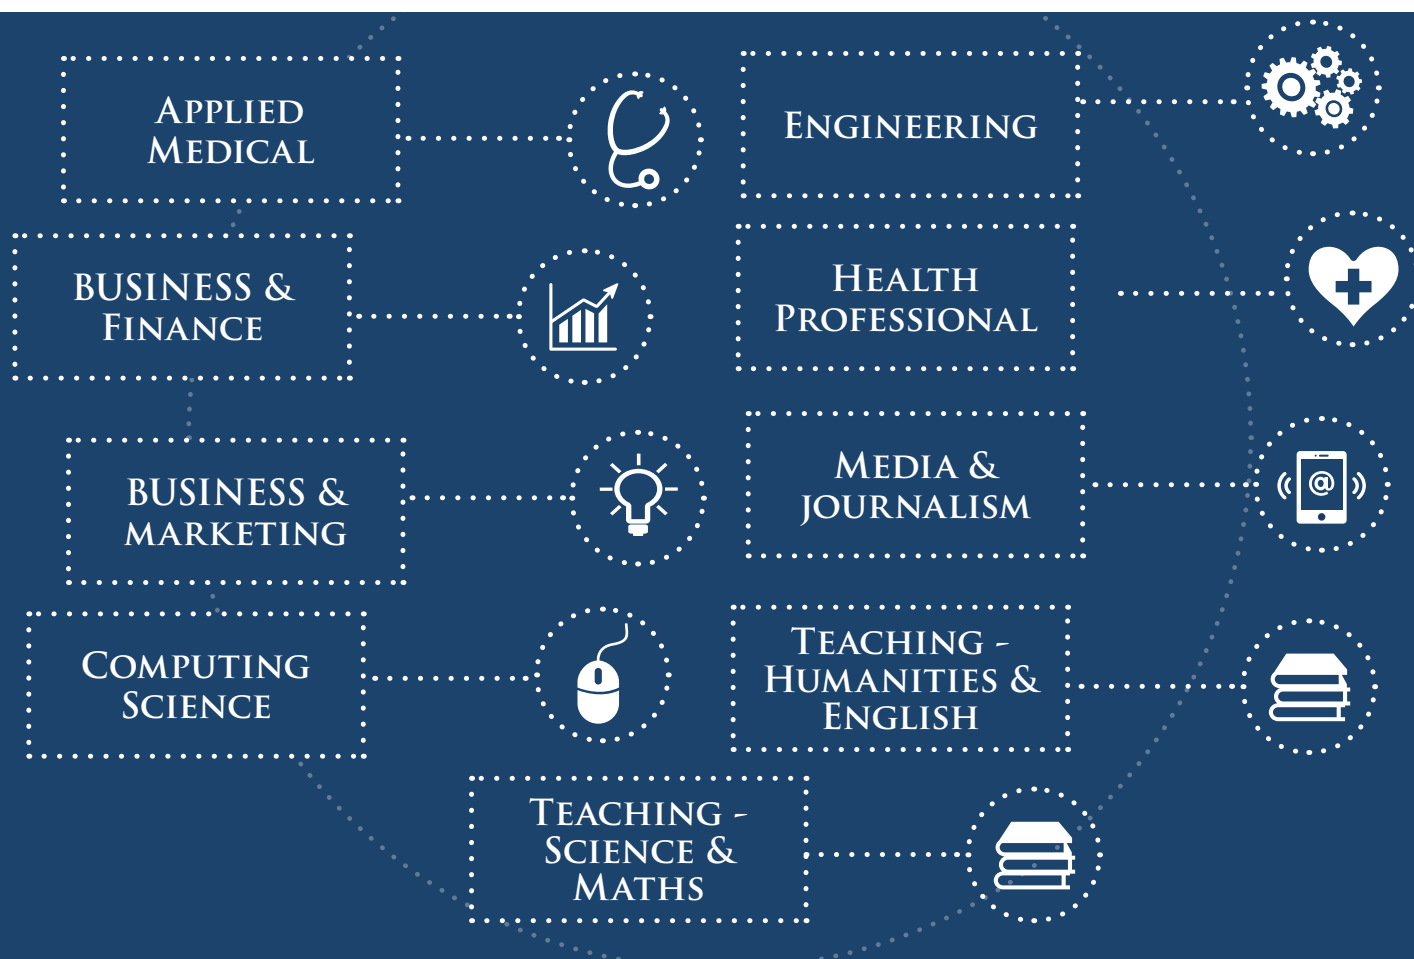 Applied
Medical
Engineering
BUSINESS &
Finance
Health
Professional
BUSINESS &
MARKETING
Media &
JOURNALISM
Computing
Science
Teaching -
Humanities &
English
Teaching -
Science &
Maths
@